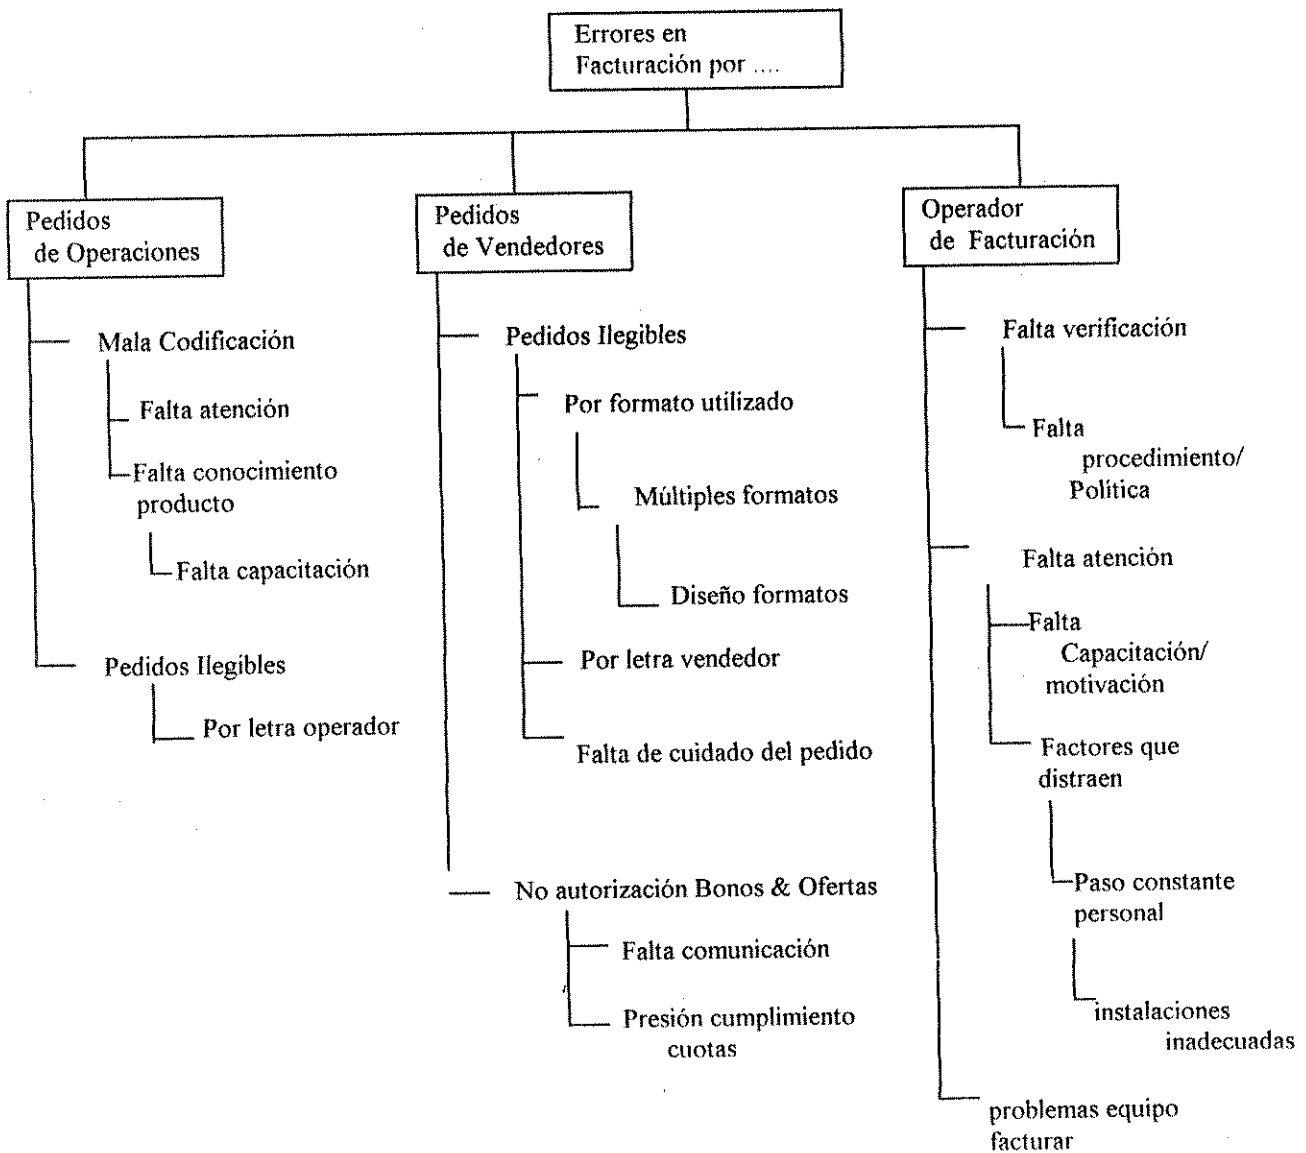 Errores en
Facturación por ....
Pedidos
de Operaciones
Mala Codificación
Falta atención
Falta conocimiento
producto
Falta capacitación
Pedidos Ilegibles
Por letra operador
Pedidos
de Vendedores
Pedidos Ilegibles
Por formato utilizado
Múltiples formatos
Diseño formatos
Por letra vendedor
Falta de cuidado del pedido
No autorización Bonos & Ofertas
Falta comunicación
Presión cumplimiento
cuotas
Operador
de Facturación
Falta verificación
Falta
procedimiento/
Política
Falta atención
Falta
Capacitación/
motivación
Factores que
distraen
Paso constante
personal
instalaciones
inadecuadas
problemas equipo
facturar